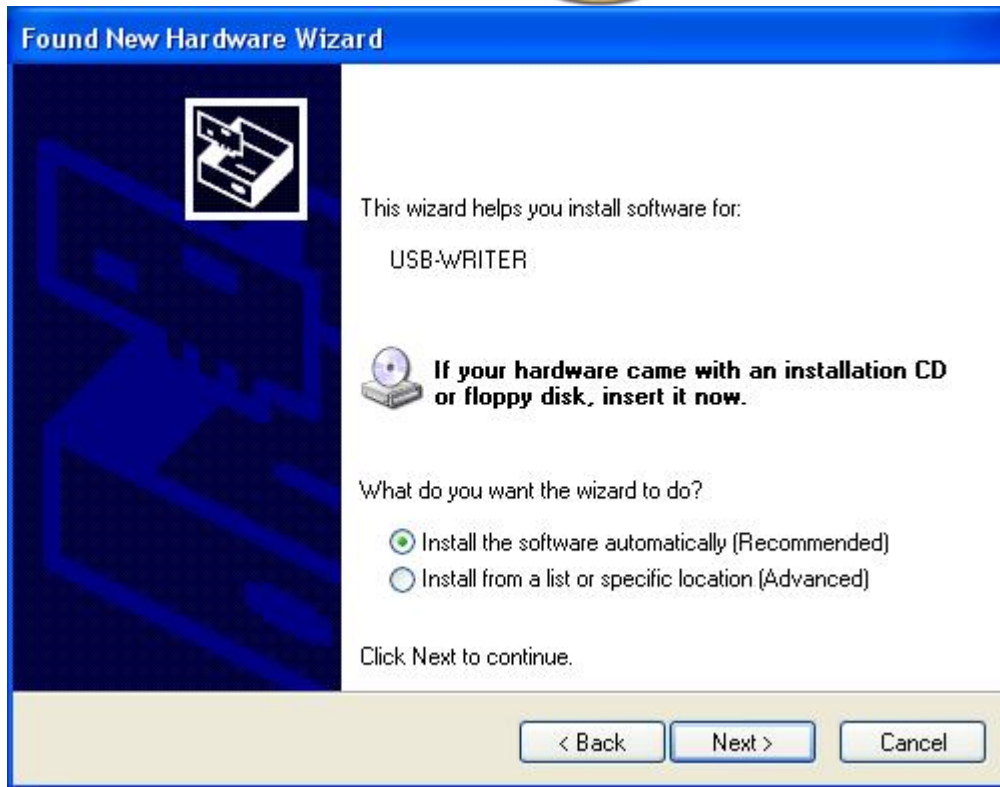 Found New Hardware Wizard
This wizard helps you install software for:
USB-WRITER
If your hardware came with an installation CD
or floppy disk, insert it now.
What do you want the wizard to do?
Install the software automatically (Recommended)
Install from a list or specific location (Advanced)
Click Next to continue.
< Back Next > Cancel